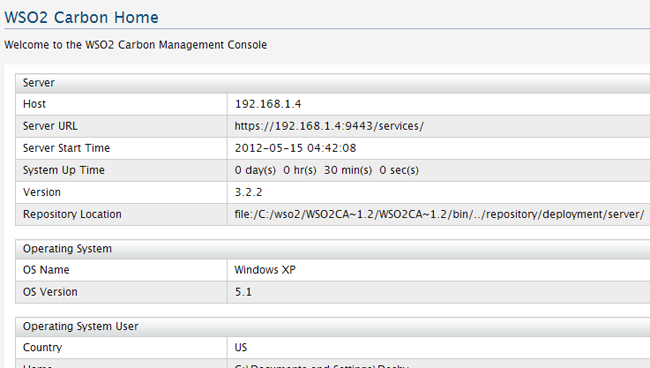 WSO2 Carbon Home
Welcome to the WSO2 Carbon Management Console
Server
Host 192.168.1.4
Server URL https://192.168.1.4:9443/services/
Server Start Time 2012-05-15 04:42:08
System Up Time 0 day(s) 0 hr(s) 30 min(s) 0 sec(s)
Version 3.2.2
Repository Location file:/C:/wso2/WSO2CA~1.2/WSO2CA~1.2/bin/../repository/deployment/server/
Operating System
OS Name Windows XP
OS Version 5.1
Operating System User
Country US